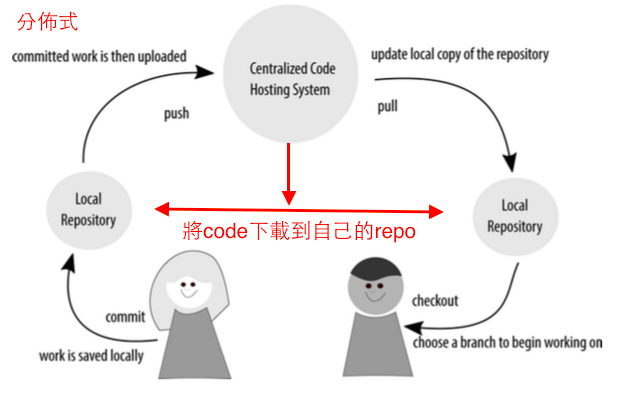 分佈式
committed work is then uploaded
Centralized Code
Hosting System
update local copy of the repository
push
pull
Local
Repository
Local
Repository
將code下載到自己的repo
commit
work is saved locally
checkout
choose a branch to begin working on